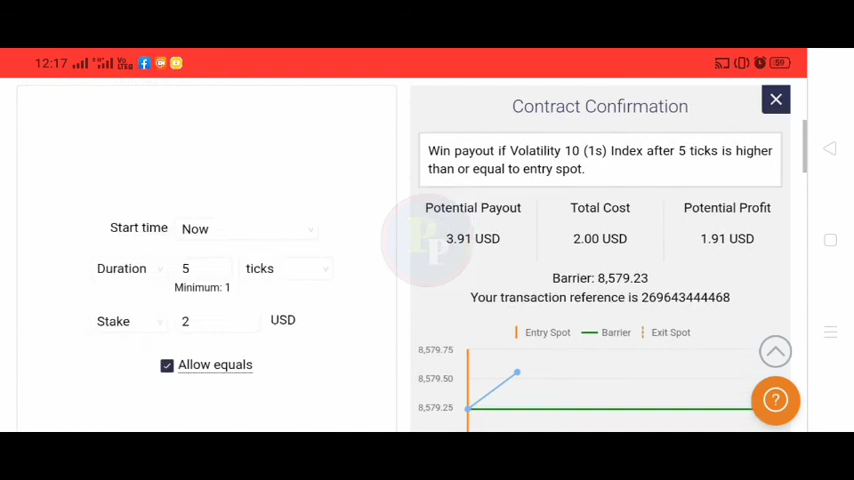 12:17
59
Contract Confirmation
Win payout if Volatility 10 (1s) Index after 5 ticks is higher
than or equal to entry spot.
Potential Payout Total Cost Potential Profit
3.91 USD 2.00 USD 1.91 USD
Barrier: 8,579.23
Your transaction reference is 269643444468
Entry Spot Barrier Exit Spot
8,579.75
8,579.50
8,579.25
Start time Now
Duration 5 ticks
Minimum: 1
Stake 2 USD
Allow equals
?